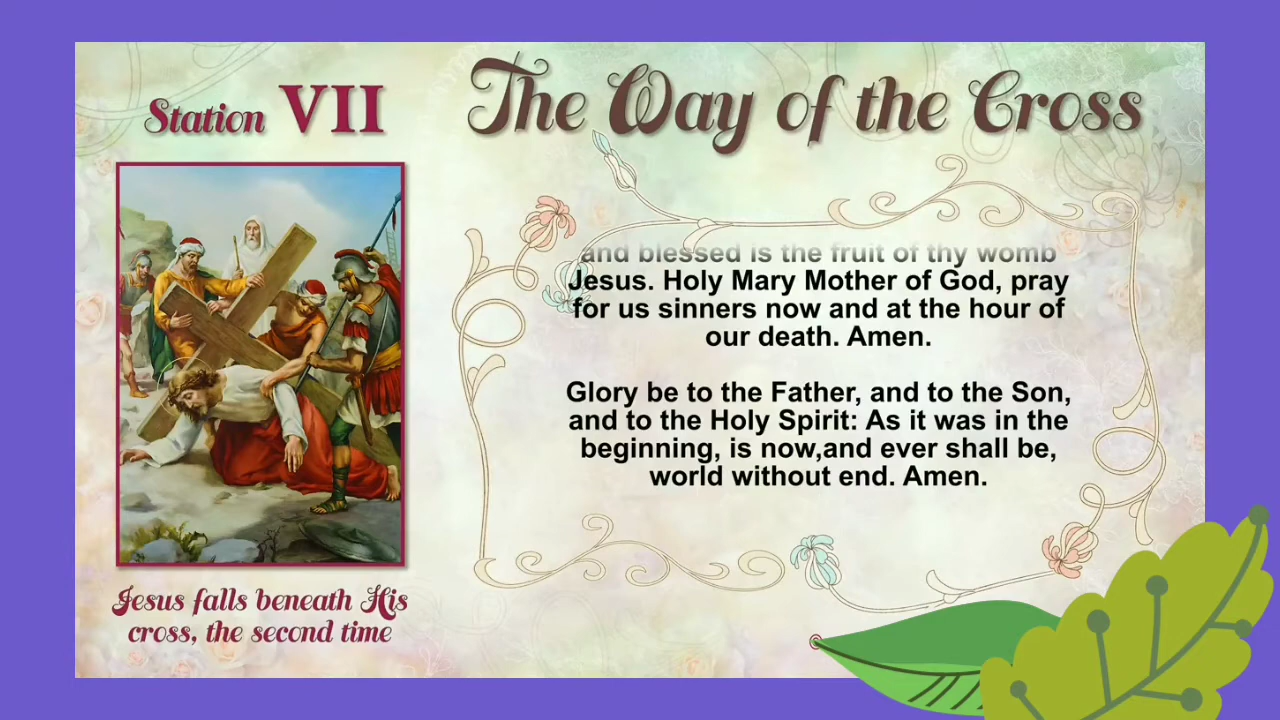 Station VII
The Way of the Cross
and blessed is the fruit of thy womb
Jesus. Holy Mary Mother of God, pray
for us sinners now and at the hour of
our death. Amen.
Glory be to the Father, and to the Son,
and to the Holy Spirit: As it was in the
beginning, is now,and ever shall be,
world without end. Amen.
Jesus falls beneath His
cross, the second time